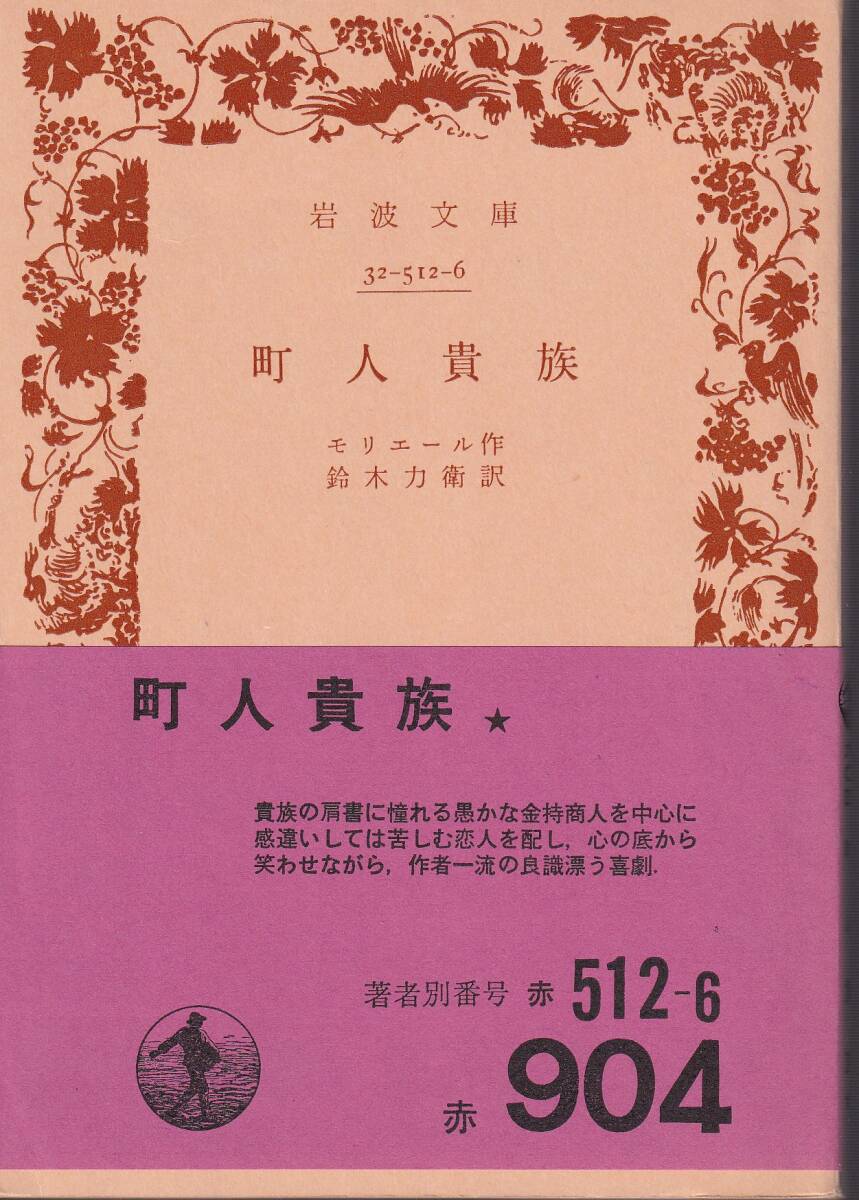 岩波文庫
32-512-6
町人貴族
モリエール作
鈴木力衛訳
町人貴族 ★
貴族の肩書に憧れる愚かな金持商人を中心に
感違いしては苦しむ恋人を配し，心の底から
笑わせながら，作者一流の良識漂う喜劇．
著者別番号 赤 512-6
赤 904